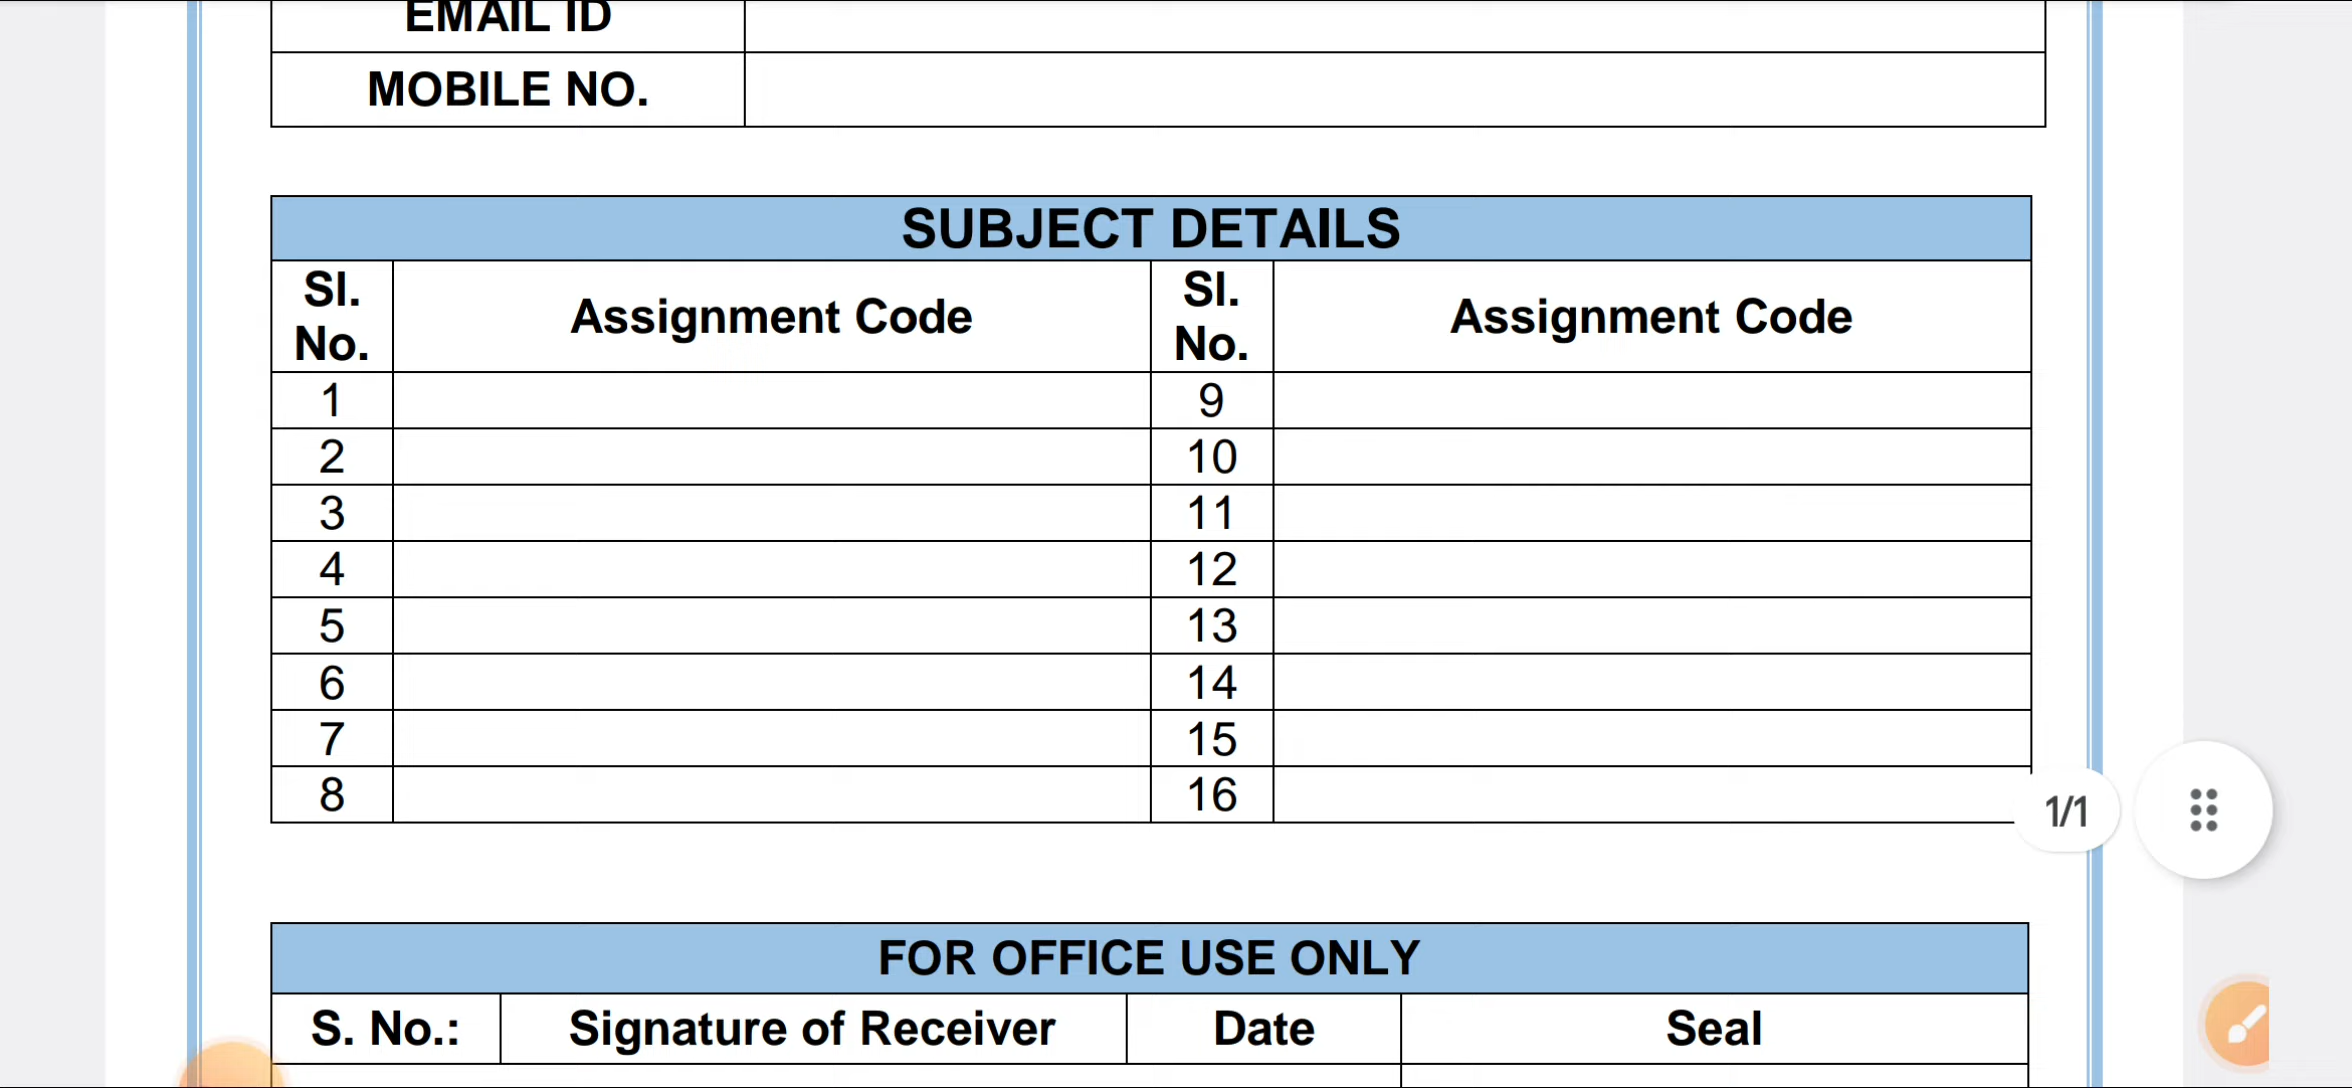 EMAIL ID
MOBILE NO.
SUBJECT DETAILS
Sl. No. Assignment Code Sl. No. Assignment Code
1 9
2 10
3 11
4 12
5 13
6 14
7 15
8 16
1/1
FOR OFFICE USE ONLY
S. No.: Signature of Receiver Date Seal